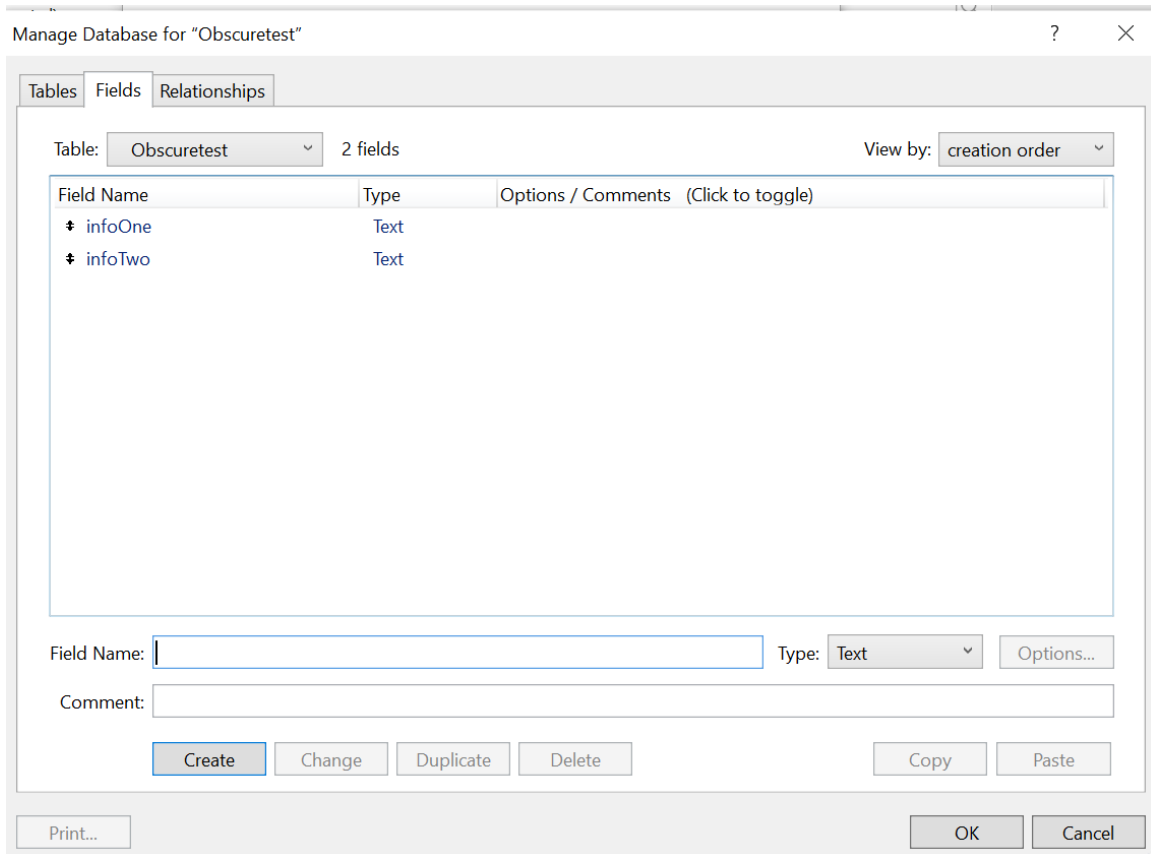 Manage Database for “Obscuretest” ?
Tables Fields Relationships
Table: Obscuretest 2 fields View by: creation order
Field Name Type Options / Comments (Click to toggle)
infoOne Text
infoTwo Text
Field Name: Type: Text Options...
Comment:
Create Change Duplicate Delete Copy Paste
Print... OK Cancel